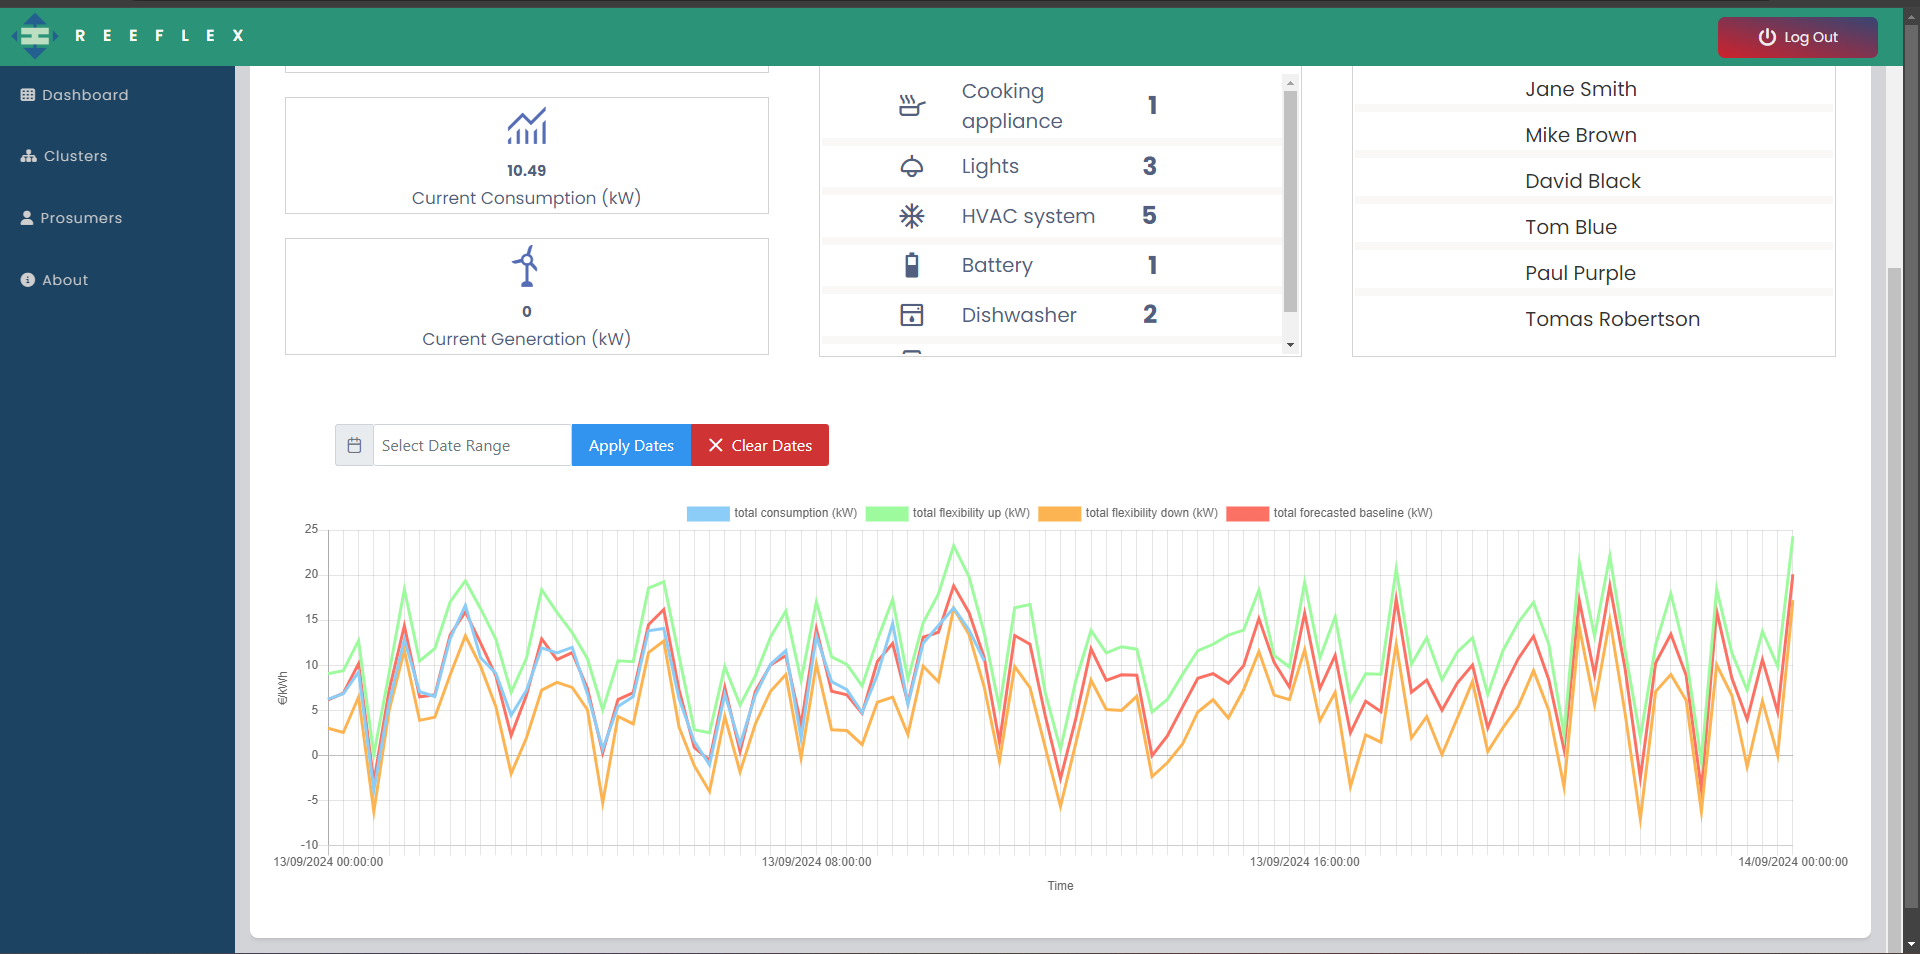 R E E F L E X
Log Out
Dashboard
Clusters
Prosumers
About
10.49
Current Consumption (kW)
0
Current Generation (kW)
Cooking
appliance 1
Lights 3
HVAC system 5
Battery 1
Dishwasher 2
Jane Smith
Mike Brown
David Black
Tom Blue
Paul Purple
Tomas Robertson
Select Date Range Apply Dates Clear Dates
total consumption (kW) total flexibility up (kW) total flexibility down (kW) total forecasted baseline (kW)
25
20
15
10
5
0
-5
-10
€/kWh
13/09/2024 00:00:00 13/09/2024 08:00:00 13/09/2024 16:00:00 14/09/2024 00:00:00
Time